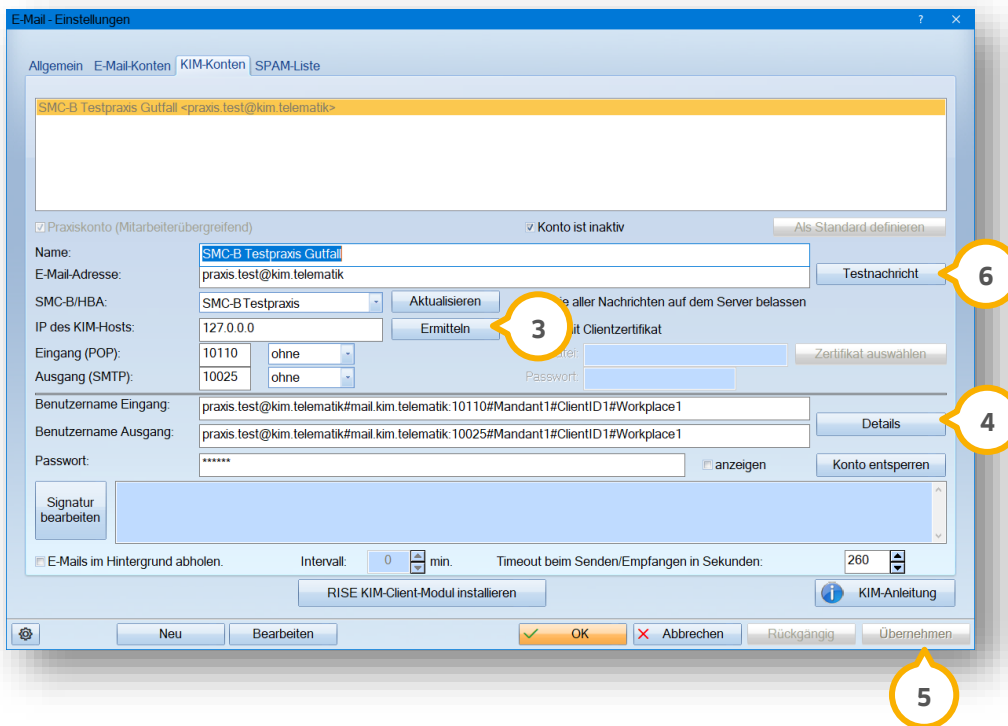 E-Mail - Einstellungen ? ×
Allgemein E-Mail-Konten KIM-Konten SPAM-Liste
SMC-B Testpraxis Gutfall <praxis.test@kim.telematik>
Praxiskonto (Mitarbeiterübergreifend) Konto ist inaktiv Als Standard definieren
Name: SMC-B Testpraxis Gutfall
E-Mail-Adresse: praxis.test@kim.telematik Testnachricht 6
SMC-B/HBA: SMC-B Testpraxis Aktualisieren aller Nachrichten auf dem Server belassen
IP des KIM-Hosts: 127.0.0.0 Ermitteln 3 Clientzertifikat
Eingang (POP): 10110 ohne Zertifikat auswählen
Ausgang (SMTP): 10025 ohne Passwort:
Benutzername Eingang: praxis.test@kim.telematik#mail.kim.telematik:10110#Mandant1#ClientID1#Workplace1
Details 4
Benutzername Ausgang: praxis.test@kim.telematik#mail.kim.telematik:10025#Mandant1#ClientID1#Workplace1
Passwort: ****** anzeigen Konto entsperren
Signatur
bearbeiten
E-Mails im Hintergrund abholen. Intervall: 0 min. Timeout beim Senden/Empfangen in Sekunden: 260
RISE KIM-Client-Modul installieren i KIM-Anleitung
Neu Bearbeiten OK Abbrechen Rückgängig Übernehmen
5